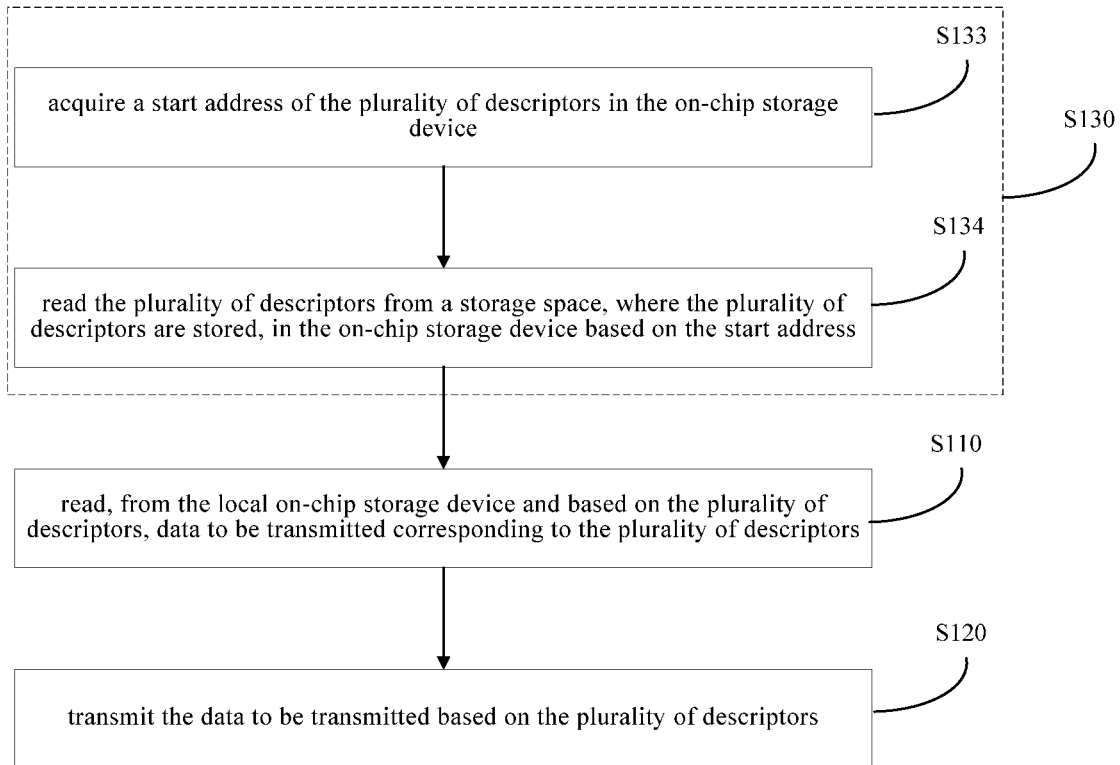 S133
acquire a start address of the plurality of descriptors in the on-chip storage
device
S130
S134
read the plurality of descriptors from a storage space, where the plurality of
descriptors are stored, in the on-chip storage device based on the start address
S110
read, from the local on-chip storage device and based on the plurality of
descriptors, data to be transmitted corresponding to the plurality of descriptors
S120
transmit the data to be transmitted based on the plurality of descriptors